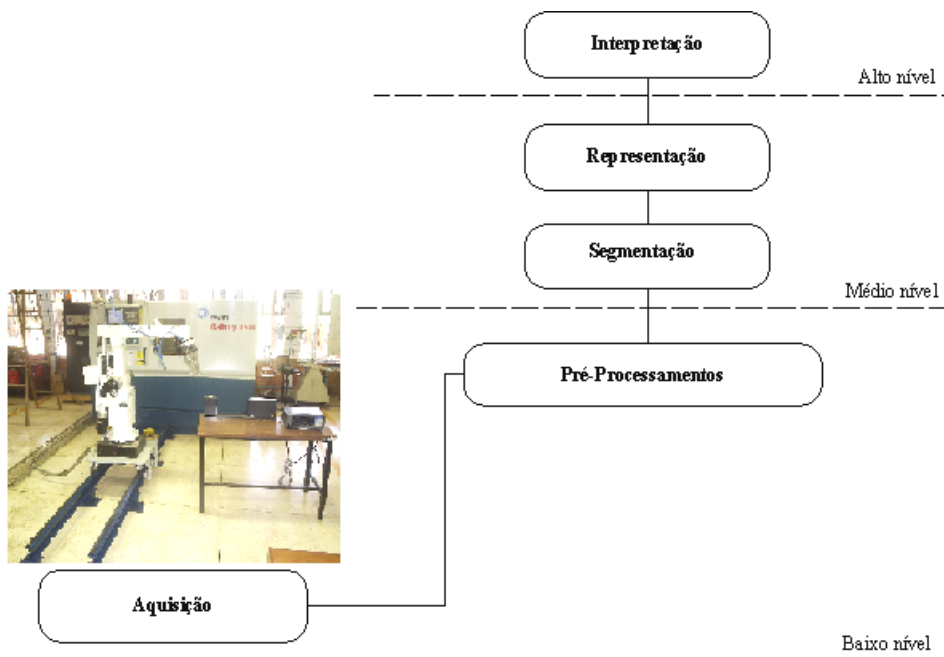 Interpretação
Alto nível
Representação
Segmentação
Médio nível
Pré-Processamentos
Aquisição
Baixo nível